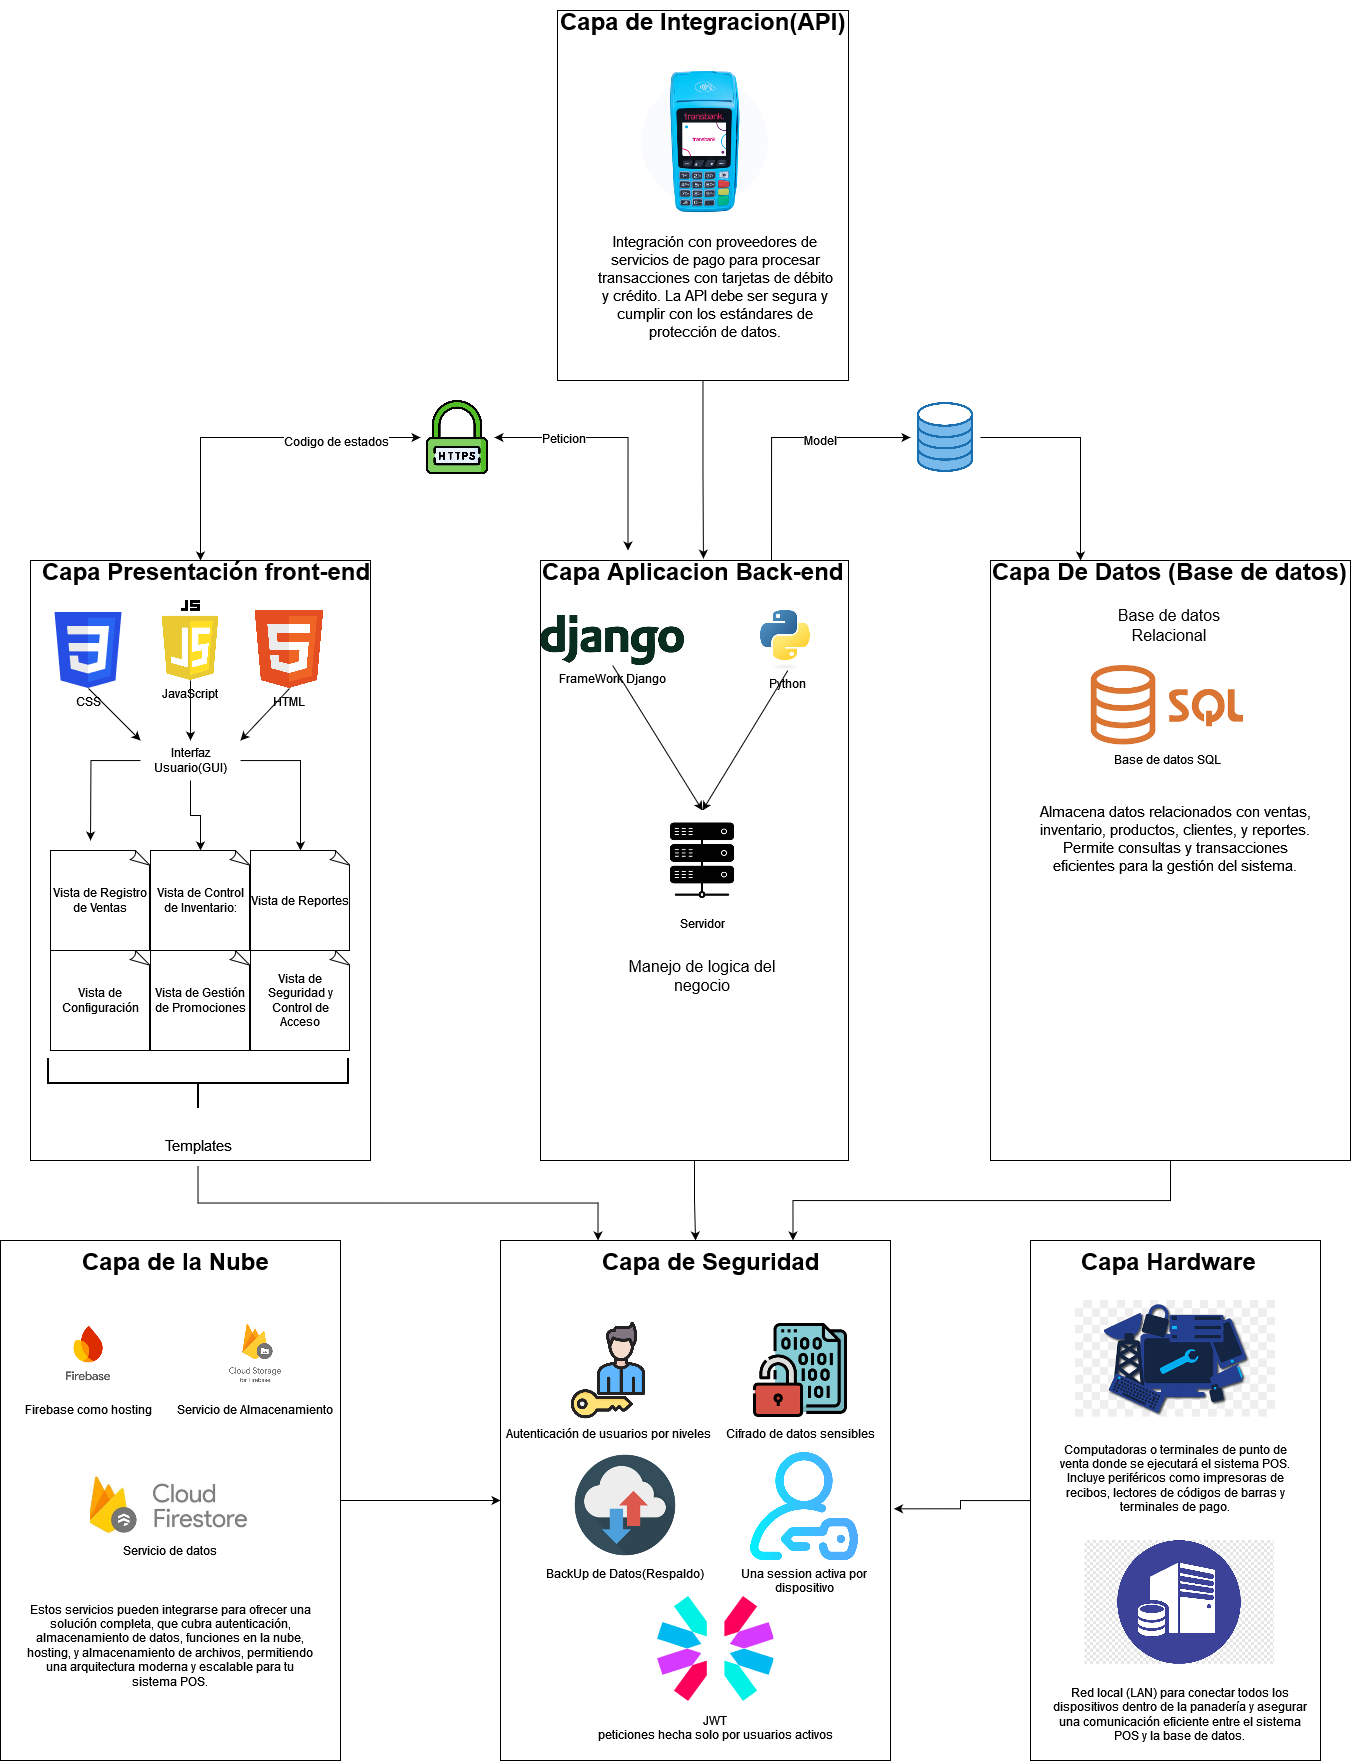 Capa de Integracion(API)
transbank.
transbank.
Integración con proveedores de
servicios de pago para procesar
transacciones con tarjetas de débito
y crédito. La API debe ser segura y
cumplir con los estándares de
protección de datos.
Codigo de estados
HTTPS
Peticion
Model
Capa Presentación front-end
JS
JS
CSS
JavaScript
HTML
Interfaz
Usuario(GUI)
Vista de Registro
de Ventas
Vista de Control
de Inventario:
Vista de Reportes
Vista de
Configuración
Vista de Gestión
de Promociones
Vista de
Seguridad y
Control de
Acceso
Templates
Capa Aplicacion Back-end
django
FrameWork Django
Python
Servidor
Manejo de logica del
negocio
Capa De Datos (Base de datos)
Base de datos
Relacional
SQL
Base de datos SQL
Almacena datos relacionados con ventas,
inventario, productos, clientes, y reportes.
Permite consultas y transacciones
eficientes para la gestión del sistema.
Capa de la Nube
Firebase
Cloud Storage
for Firebase
Firebase como hosting
Servicio de Almacenamiento
Cloud
Firestore
Servicio de datos
Estos servicios pueden integrarse para ofrecer una
solución completa, que cubra autenticación,
almacenamiento de datos, funciones en la nube,
hosting, y almacenamiento de archivos, permitiendo
una arquitectura moderna y escalable para tu
sistema POS.
Capa de Seguridad
0100
0101
100
101
Autenticación de usuarios por niveles
Cifrado de datos sensibles
BackUp de Datos(Respaldo)
Una session activa por
dispositivo
JWT
peticiones hecha solo por usuarios activos
Capa Hardware
Computadoras o terminales de punto de
venta donde se ejecutará el sistema POS.
Incluye periféricos como impresoras de
recibos, lectores de códigos de barras y
terminales de pago.
Red local (LAN) para conectar todos los
dispositivos dentro de la panadería y asegurar
una comunicación eficiente entre el sistema
POS y la base de datos.